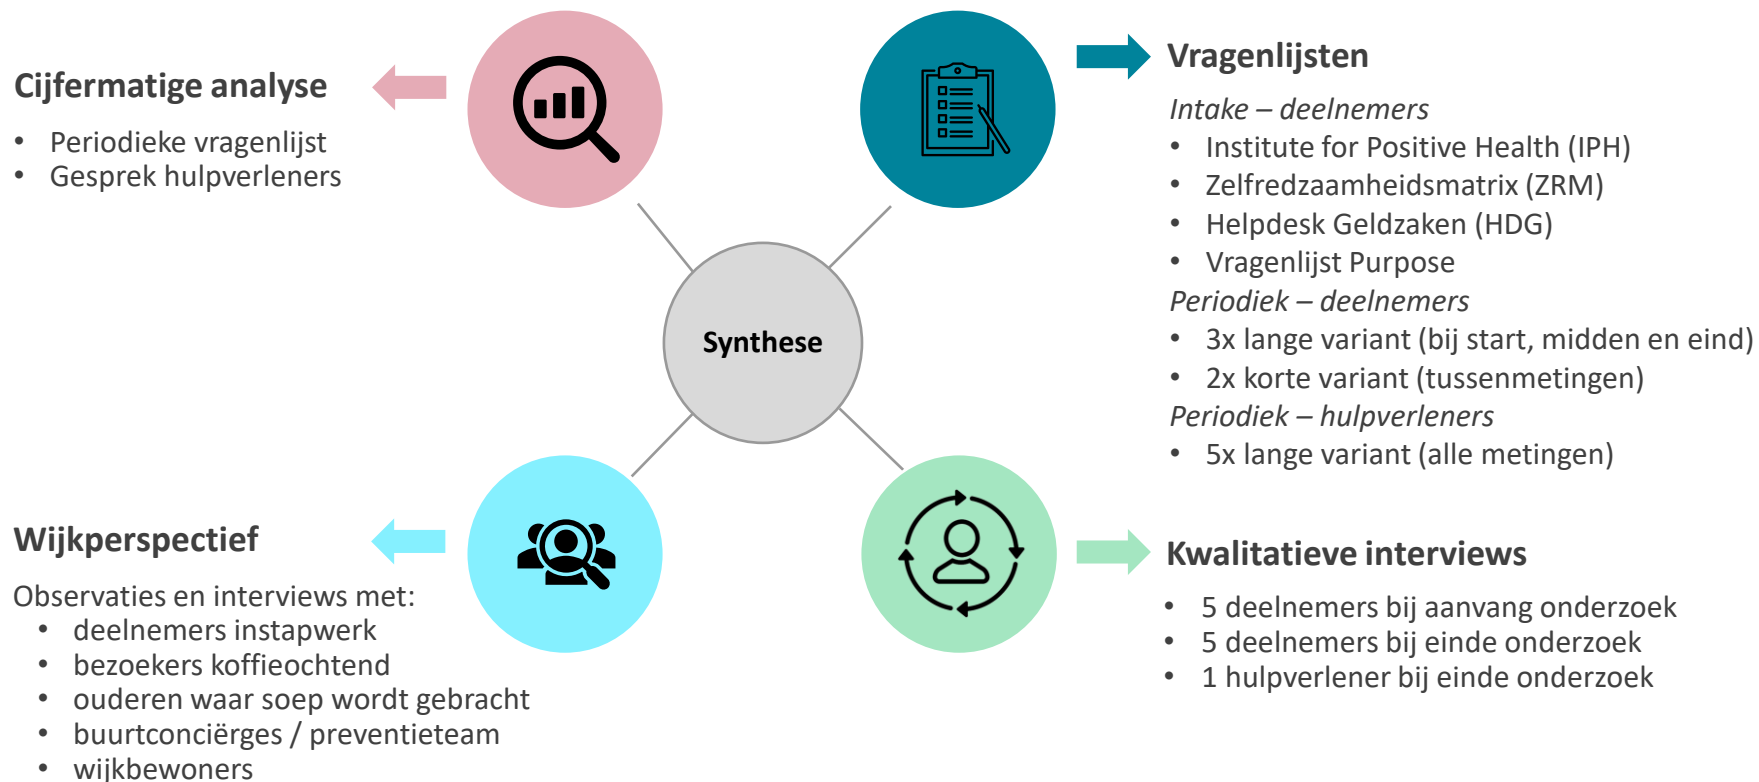 Cijfermatige analyse
• Periodieke vragenlijst
• Gesprek hulpverleners
Vragenlijsten
Intake – deelnemers
• Institute for Positive Health (IPH)
• Zelfredzaamheidsmatrix (ZRM)
• Helpdesk Geldzaken (HDG)
• Vragenlijst Purpose
Periodiek – deelnemers
• 3x lange variant (bij start, midden en eind)
• 2x korte variant (tussenmetingen)
Periodiek – hulpverleners
• 5x lange variant (alle metingen)
Synthese
Wijkperspectief
Observaties en interviews met:
• deelnemers instapwerk
• bezoekers koffieochtend
• ouderen waar soep wordt gebracht
• buurtconciërges / preventieteam
• wijkbewoners
Kwalitatieve interviews
• 5 deelnemers bij aanvang onderzoek
• 5 deelnemers bij einde onderzoek
• 1 hulpverlener bij einde onderzoek